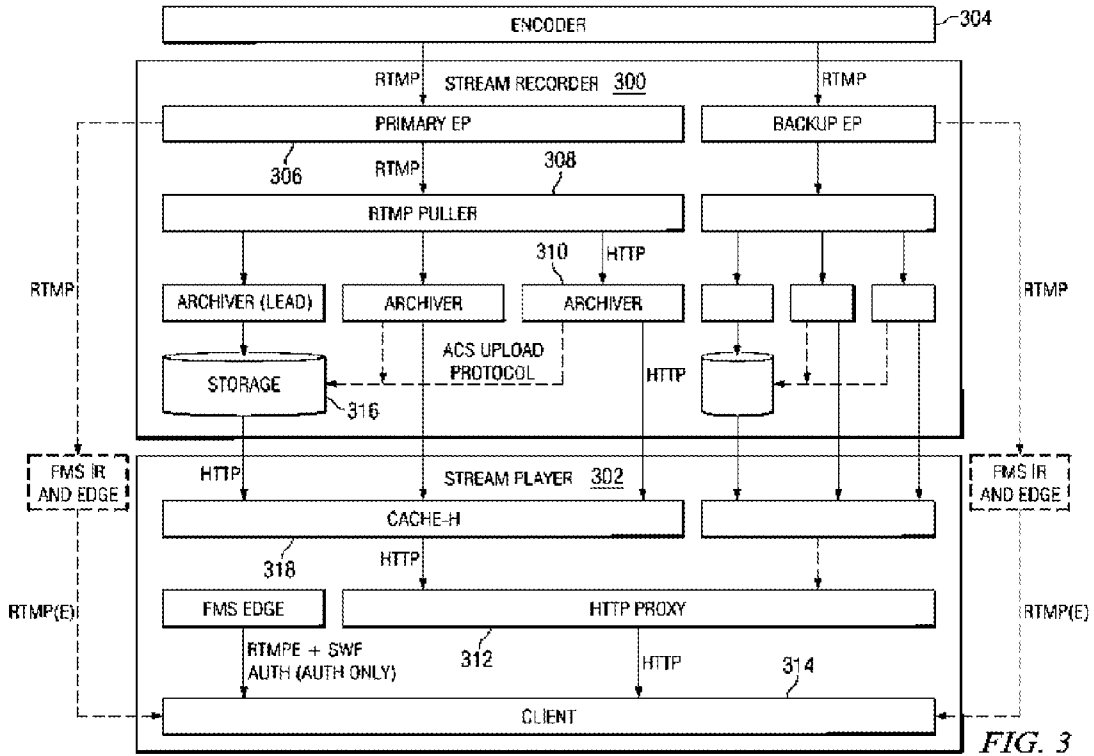 ENCODER
304
RTMP
STREAM RECORDER 300
RTMP
PRIMARY EP
BACKUP EP
306
RTMP
308
RTMP PULLER
310
HTTP
RTMP
RTMP
ARCHIVER (LEAD)
ARCHIVER
ARCHIVER
ACS UPLOAD
PROTOCOL
HTTP
STORAGE
316
FMS IR
AND EDGE
HTTP
STREAM PLAYER 302
FMS IR
AND EDGE
CACHE-H
318
HTTP
RTMP(E)
FMS EDGE
HTTP PROXY
RTMP(E)
RTMPE + SWF
AUTH (AUTH ONLY)
312
HTTP
314
CLIENT
FIG. 3